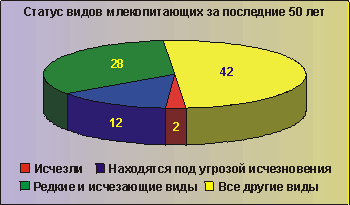 Статус видов млекопитающих за последние 50 лет
28
42
12
2
Исчезли Находятся под угрозой исчезновения
Редкие и исчезающие виды Все другие виды